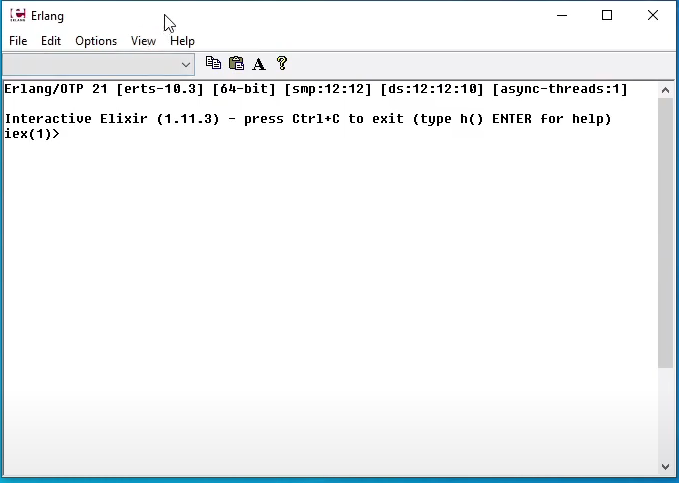 Erlang
File Edit Options View Help
Erlang/OTP 21 [erts-10.3] [64-bit] [smp:12:12] [ds:12:12:10] [async-threads:1]
Interactive Elixir (1.11.3) - press Ctrl+C to exit (type h() ENTER for help)
iex(1)>